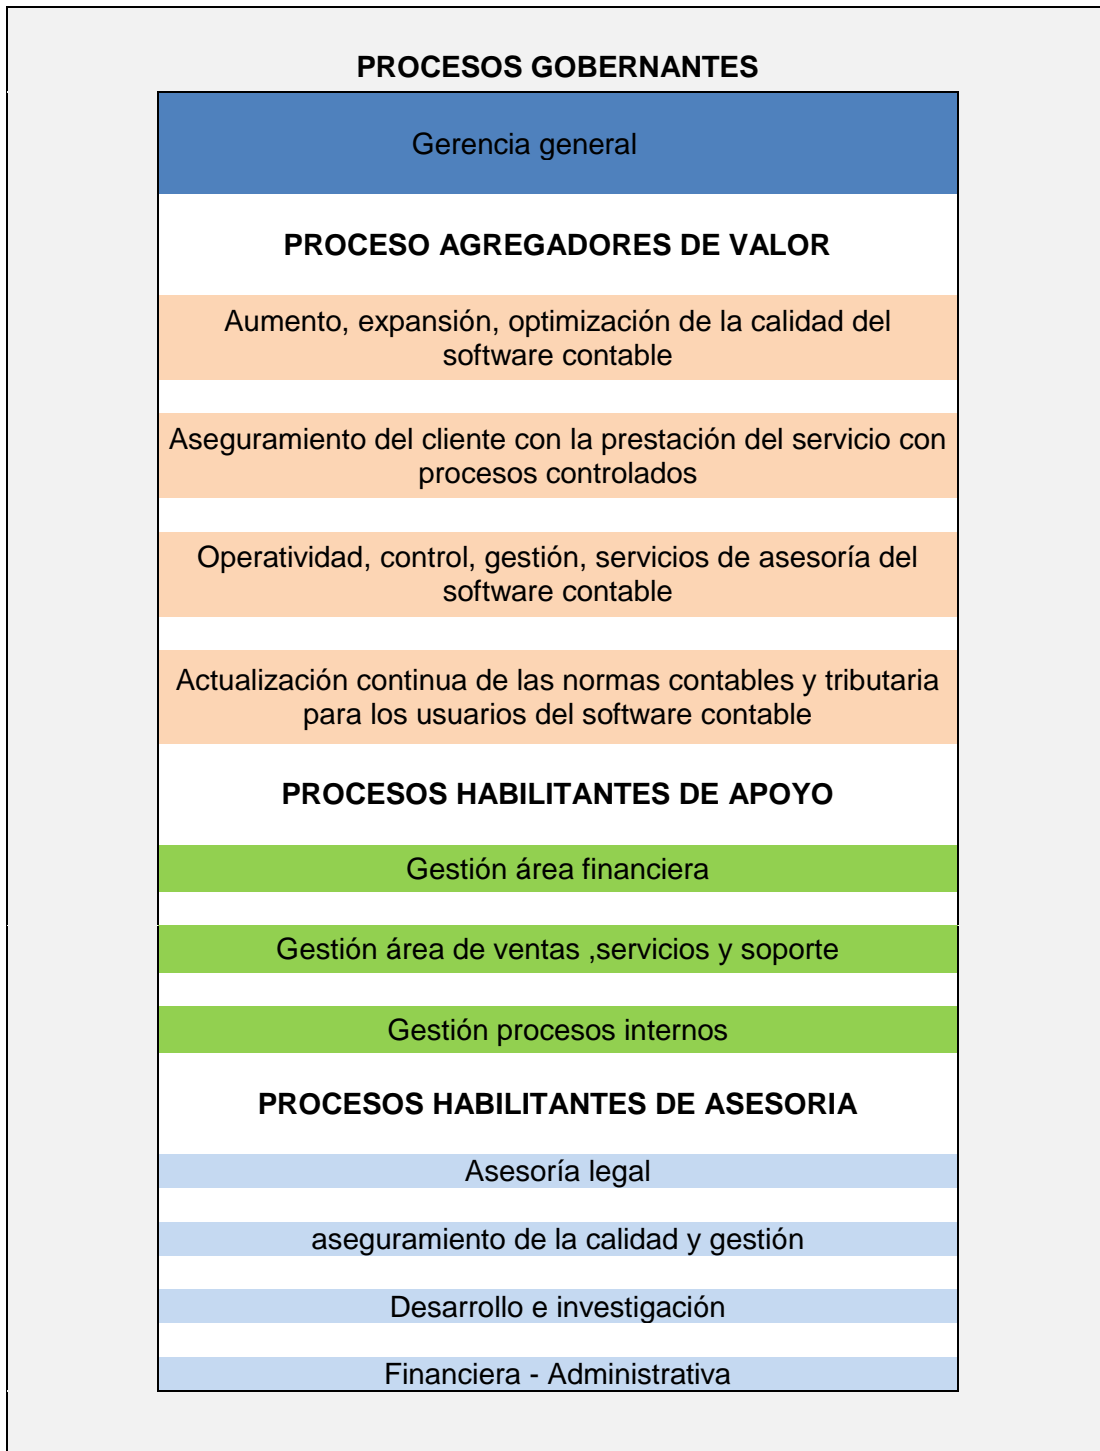 PROCESOS GOBERNANTES
Gerencia general
PROCESO AGREGADORES DE VALOR
Aumento, expansión, optimización de la calidad del
software contable
Aseguramiento del cliente con la prestación del servicio con
procesos controlados
Operatividad, control, gestión, servicios de asesoría del
software contable
Actualización continua de las normas contables y tributaria
para los usuarios del software contable
PROCESOS HABILITANTES DE APOYO
Gestión área financiera
Gestión área de ventas ,servicios y soporte
Gestión procesos internos
PROCESOS HABILITANTES DE ASESORIA
Asesoría legal
aseguramiento de la calidad y gestión
Desarrollo e investigación
Financiera - Administrativa